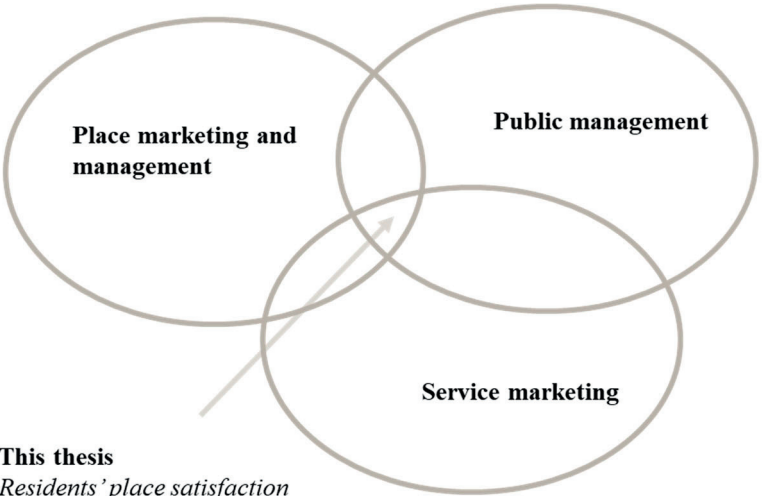 Place marketing and
management
Public management
Service marketing
This thesis
Residents' place satisfaction